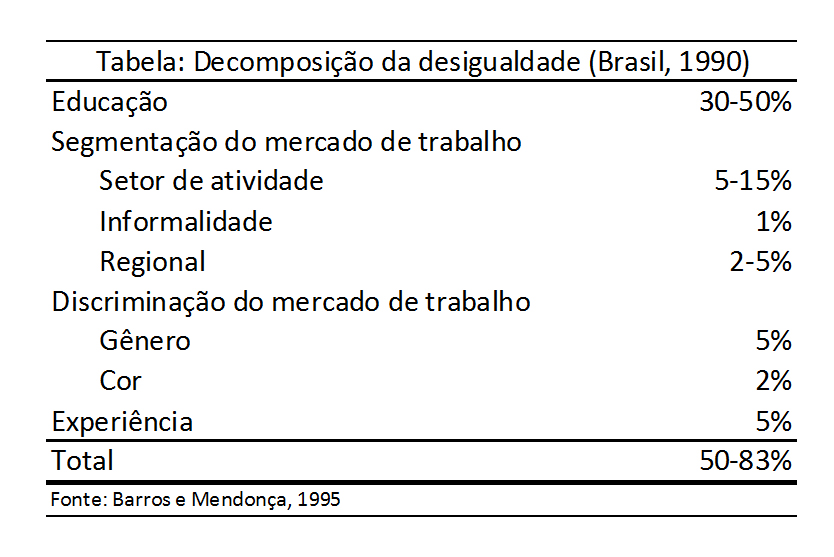 Tabela: Decomposição da desigualdade (Brasil, 1990)
Educação 30-50%
Segmentação do mercado de trabalho
Setor de atividade 5-15%
Informalidade 1%
Regional 2-5%
Discriminação do mercado de trabalho
Gênero 5%
Cor 2%
Experiência 5%
Total 50-83%
Fonte: Barros e Mendonça, 1995